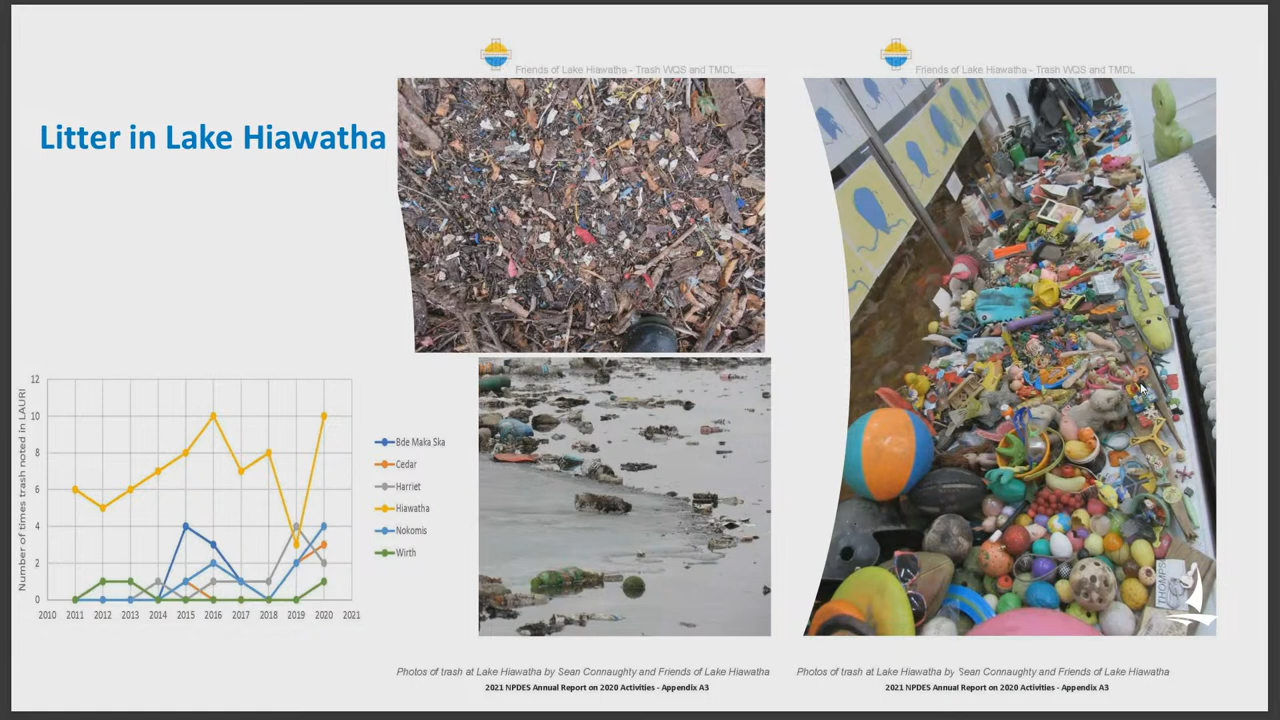 Friends of Lake Hiawatha - Trash WQS and TMDL
Friends of Lake Hiawatha - Trash WQS and TMDL
Litter in Lake Hiawatha
Number of times trash noted in LAURI
12
10
8
6
4
2
0
2010 2011 2012 2013 2014 2015 2016 2017 2018 2019 2020 2021
Bde Maka Ska
Cedar
Harriet
Hiawatha
Nokomis
Wirth
THOMPS
Photos of trash at Lake Hiawatha by Sean Connaughty and Friends of Lake Hiawatha
2021 NPDES Annual Report on 2020 Activities - Appendix A3
Photos of trash at Lake Hiawatha by Sean Connaughty and Friends of Lake Hiawatha
2021 NPDES Annual Report on 2020 Activities - Appendix A3